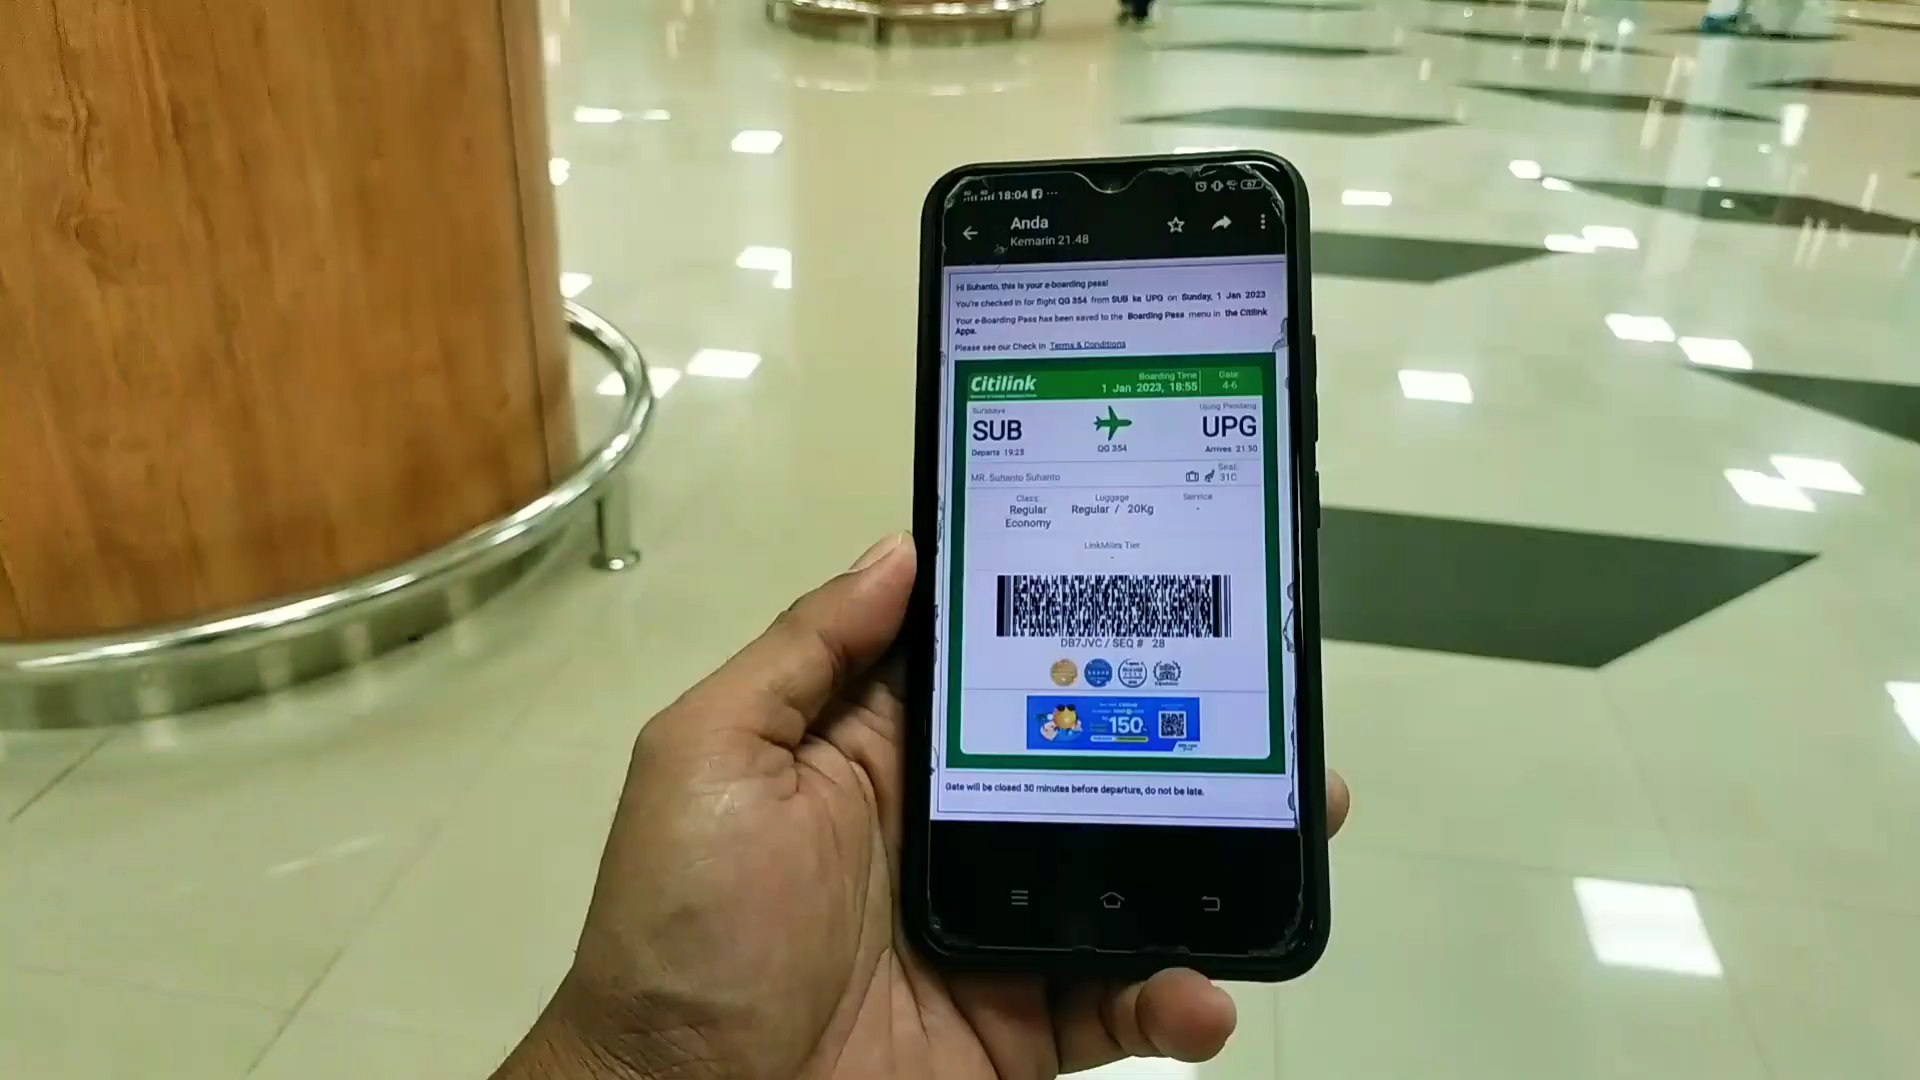 18:04
67
Anda
Kemarin 21.48
Hi Suhanto, this is your e-boarding pass!
You're checked in for flight QG 354 from SUB ke UPG on Sunday, 1 Jan 2023
Your e-Boarding Pass has been saved to the Boarding Pass menu in the Citilink
Apps.
Please see our Check In Terms & Conditions
Citilink
Boarding Time
1 Jan 2023, 18:55
Gate:
4-6
Surabaya
Ujung Pandang
SUB
UPG
Departs 19:25
QG 354
Arrives 21:50
MR. Suhanto Suhanto
Seat:
31C
Class:
Regular
Economy
Luggage
Regular / 20Kg
Service
-
LinkMiles Tier
-
DB7JVC / SEQ # 28
150
Gate will be closed 30 minutes before departure, do not be late.